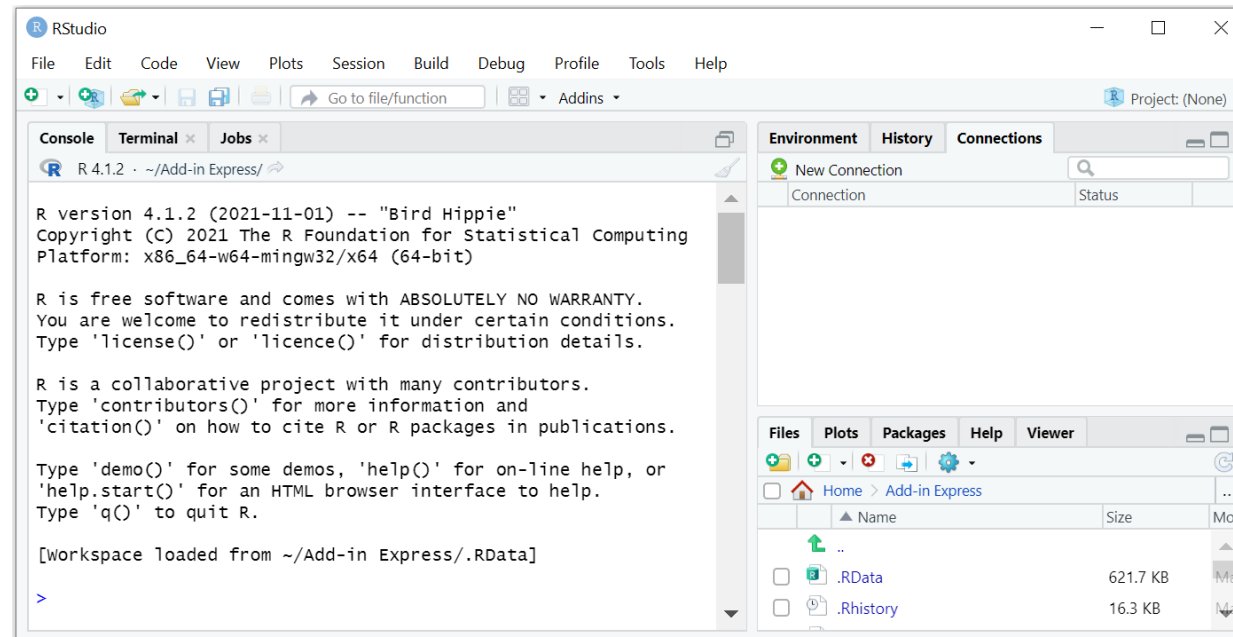 RStudio
File Edit Code View Plots Session Build Debug Profile Tools Help
Go to file/function Addins Project: (None)
Console Terminal Jobs
R 4.1.2 · ~/Add-in Express/
R version 4.1.2 (2021-11-01) -- "Bird Hippie"
Copyright (C) 2021 The R Foundation for Statistical Computing
Platform: x86_64-w64-mingw32/x64 (64-bit)
R is free software and comes with ABSOLUTELY NO WARRANTY.
You are welcome to redistribute it under certain conditions.
Type 'license()' or 'licence()' for distribution details.
R is a collaborative project with many contributors.
Type 'contributors()' for more information and
'citation()' on how to cite R or R packages in publications.
Type 'demo()' for some demos, 'help()' for on-line help, or
'help.start()' for an HTML browser interface to help.
Type 'q()' to quit R.
[Workspace loaded from ~/Add-in Express/.RData]
>
Environment History Connections
New Connection
Connection Status
Files Plots Packages Help Viewer
Home > Add-in Express ..
Name Size Mo
..
.RData 621.7 KB
.Rhistory 16.3 KB